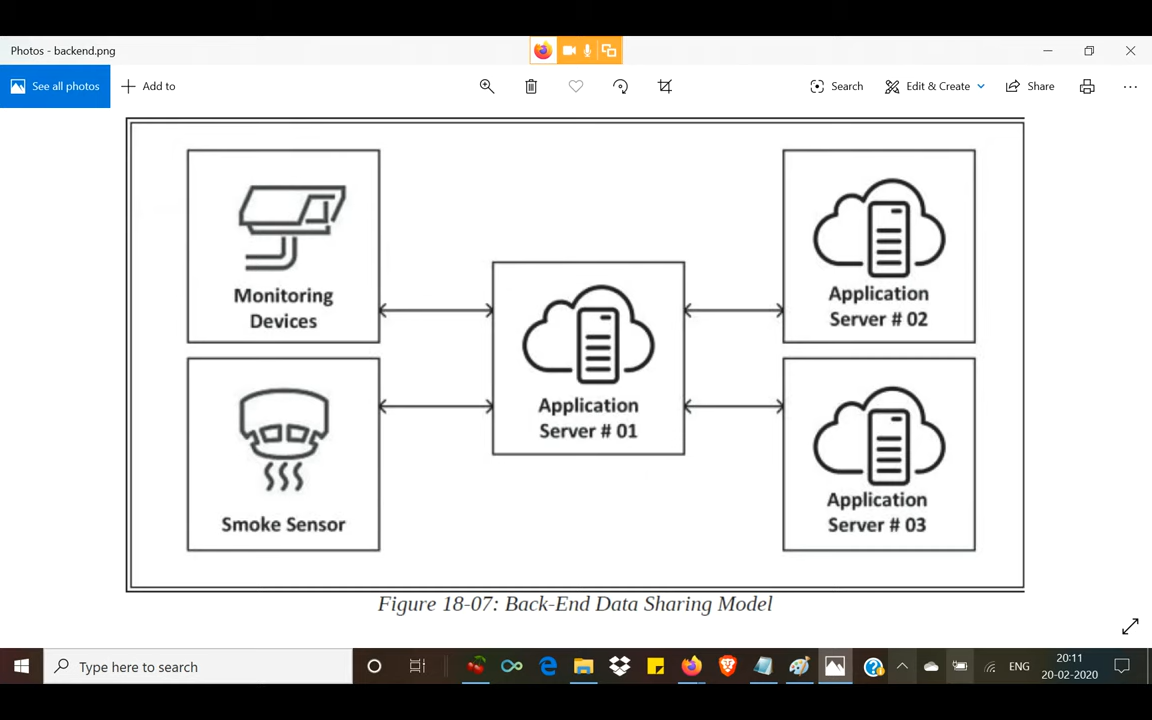 Photos - backend.png
See all photos
Add to
Search
Edit & Create
Share
Monitoring
Devices
Smoke Sensor
Application
Server # 01
Application
Server # 02
Application
Server # 03
Figure 18-07: Back-End Data Sharing Model
Type here to search
ENG
20:11
20-02-2020